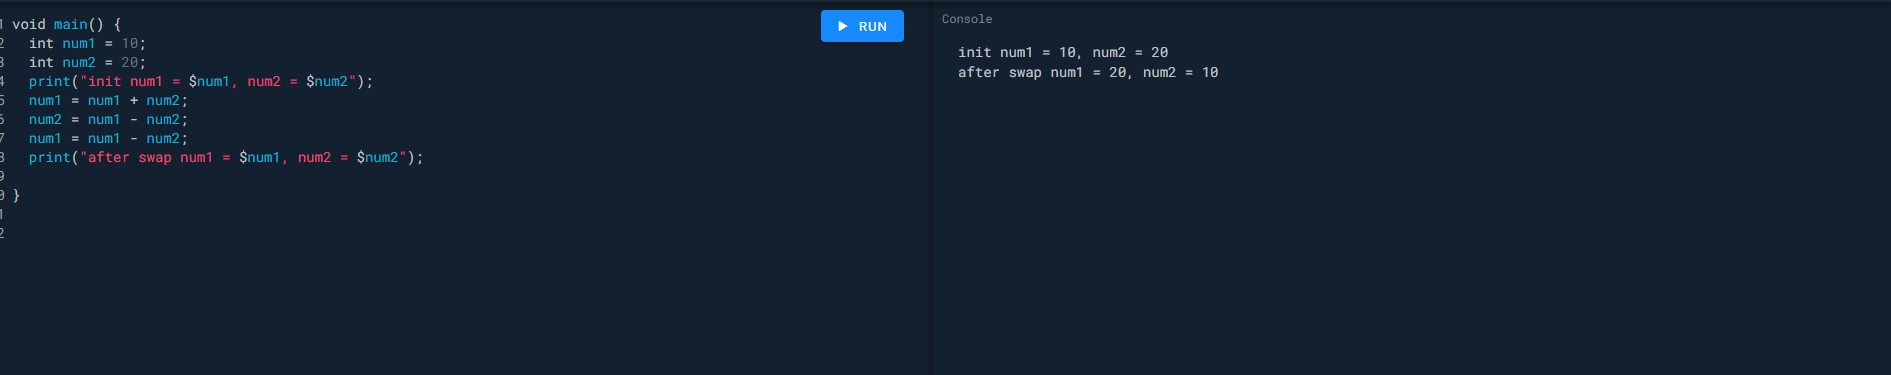 1 void main() {
2 int num1 = 10;
3 int num2 = 20;
4 print("init num1 = $num1, num2 = $num2");
5 num1 = num1 + num2;
6 num2 = num1 - num2;
7 num1 = num1 - num2;
8 print("after swap num1 = $num1, num2 = $num2");
9
0 }
1
2
RUN
Console
init num1 = 10, num2 = 20
after swap num1 = 20, num2 = 10